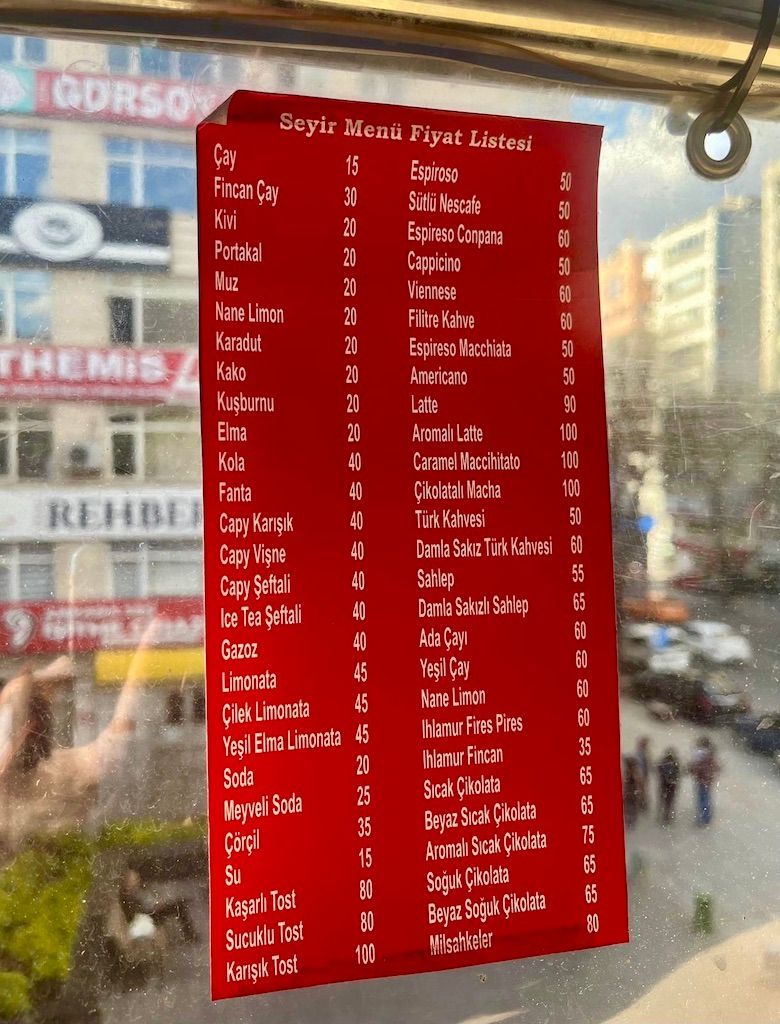 GORSO
THEMIS
REHBER
Seyir Menü Fiyat Listesi
Çay 15
Fincan Çay 30
Kivi 20
Portakal 20
Muz 20
Nane Limon 20
Karadut 20
Kako 20
Kuşburnu 20
Elma 20
Kola 40
Fanta 40
Capy Karışık 40
Capy Vişne 40
Capy Şeftali 40
Ice Tea Şeftali 40
Gazoz 40
Limonata 45
Çilek Limonata 45
Yeşil Elma Limonata 45
Soda 20
Meyveli Soda 25
Çörçil 35
Su 15
Kaşarlı Tost 80
Sucuklu Tost 80
Karışık Tost 100
Espiroso 50
Sütlü Nescafe 50
Espireso Conpana 60
Cappicino 50
Viennese 60
Filitre Kahve 60
Espireso Macchiata 50
Americano 50
Latte 90
Aromalı Latte 100
Caramel Maccihitato 100
Çikolatalı Macha 100
Türk Kahvesi 50
Damla Sakız Türk Kahvesi 60
Sahlep 55
Damla Sakızlı Sahlep 65
Ada Çayı 60
Yeşil Çay 60
Nane Limon 60
Ihlamur Fires Pires 60
Ihlamur Fincan 35
Sıcak Çikolata 65
Beyaz Sıcak Çikolata 65
Aromalı Sıcak Çikolata 75
Soğuk Çikolata 65
Beyaz Soğuk Çikolata 65
Milsahkeler 80